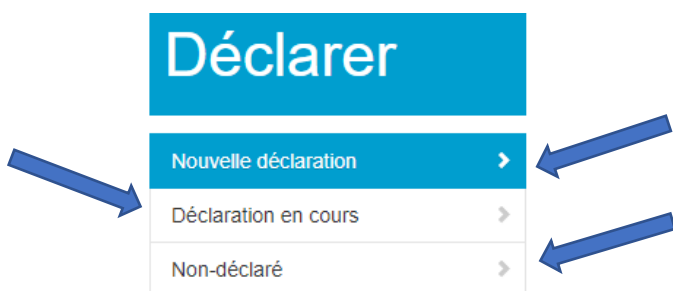 Déclarer
Nouvelle déclaration
Déclaration en cours
Non-déclaré